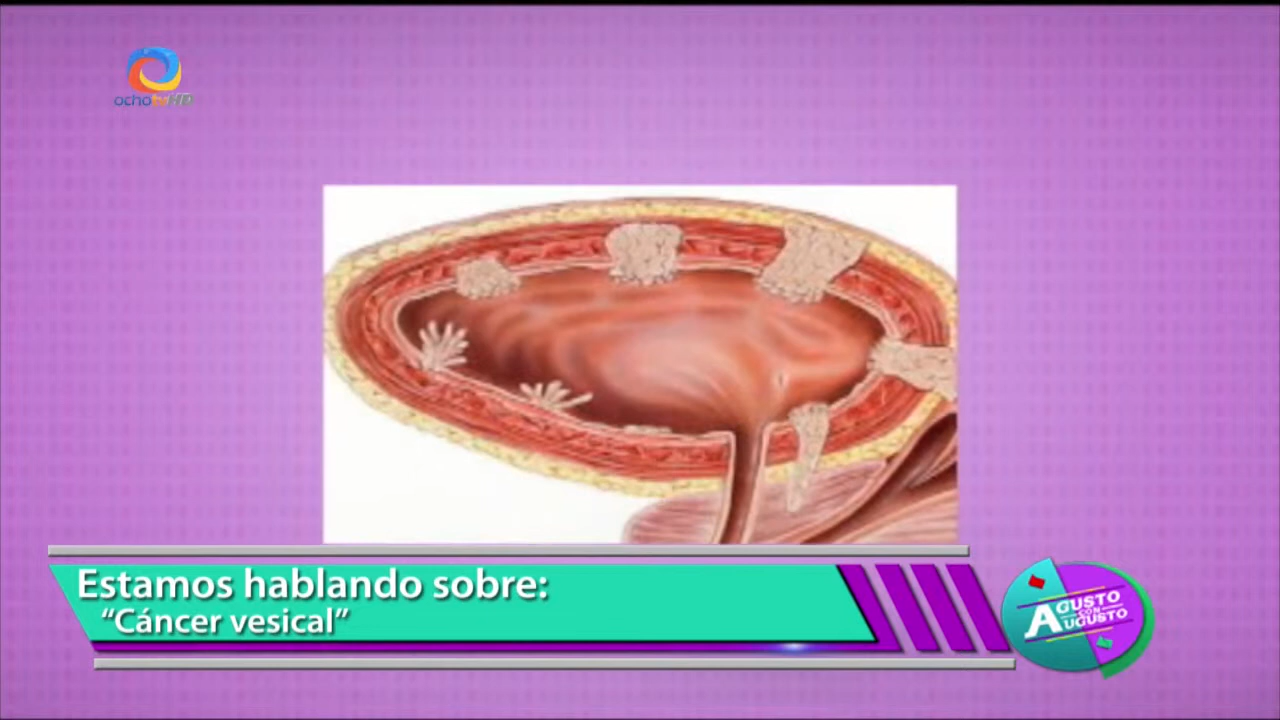 ochotvHD
Estamos hablando sobre:
“Cáncer vesical”
AGUSTO
CON
AUGUSTO